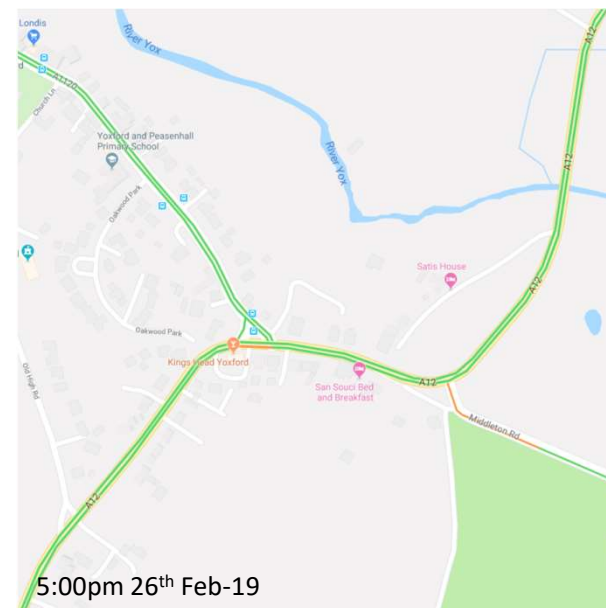 Londis
d
A1120
Church Ln
River Yox
A12
Yoxford and Peasenhall
Primary School
Oakwood Park
River Yox
A12
Satis House
A12
Oakwood Park
Kings Head Yoxford
Old High Rd
San Souci Bed
and Breakfast
A12
Middleton Rd
A12
5:00pm 26th Feb-19